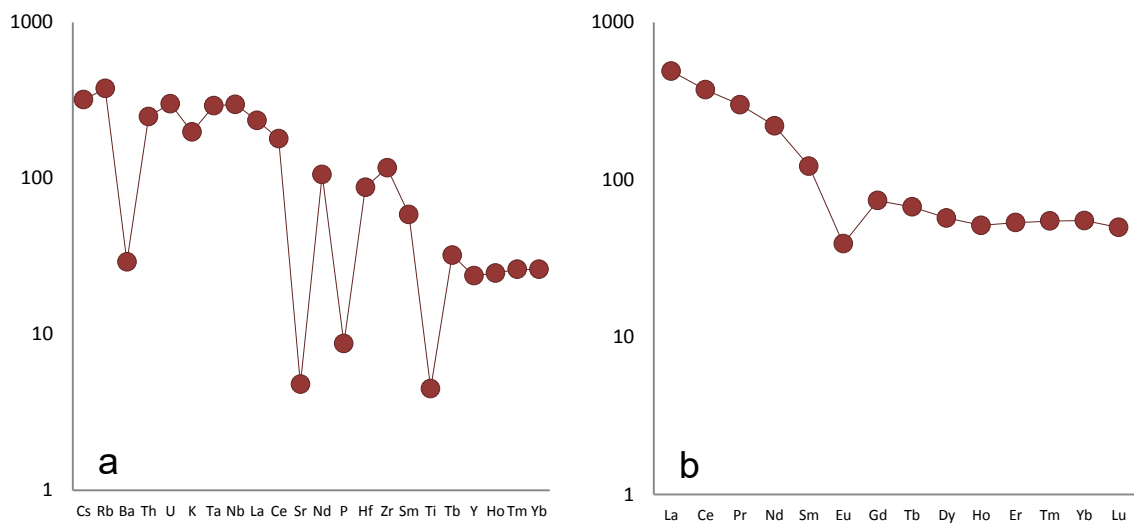 1000
100
10
1
a
Cs Rb Ba Th U K Ta Nb La Ce Sr Nd P Hf Zr Sm Ti Tb Y Ho Tm Yb
1000
100
10
1
b
La Ce Pr Nd Sm Eu Gd Tb Dy Ho Er Tm Yb Lu